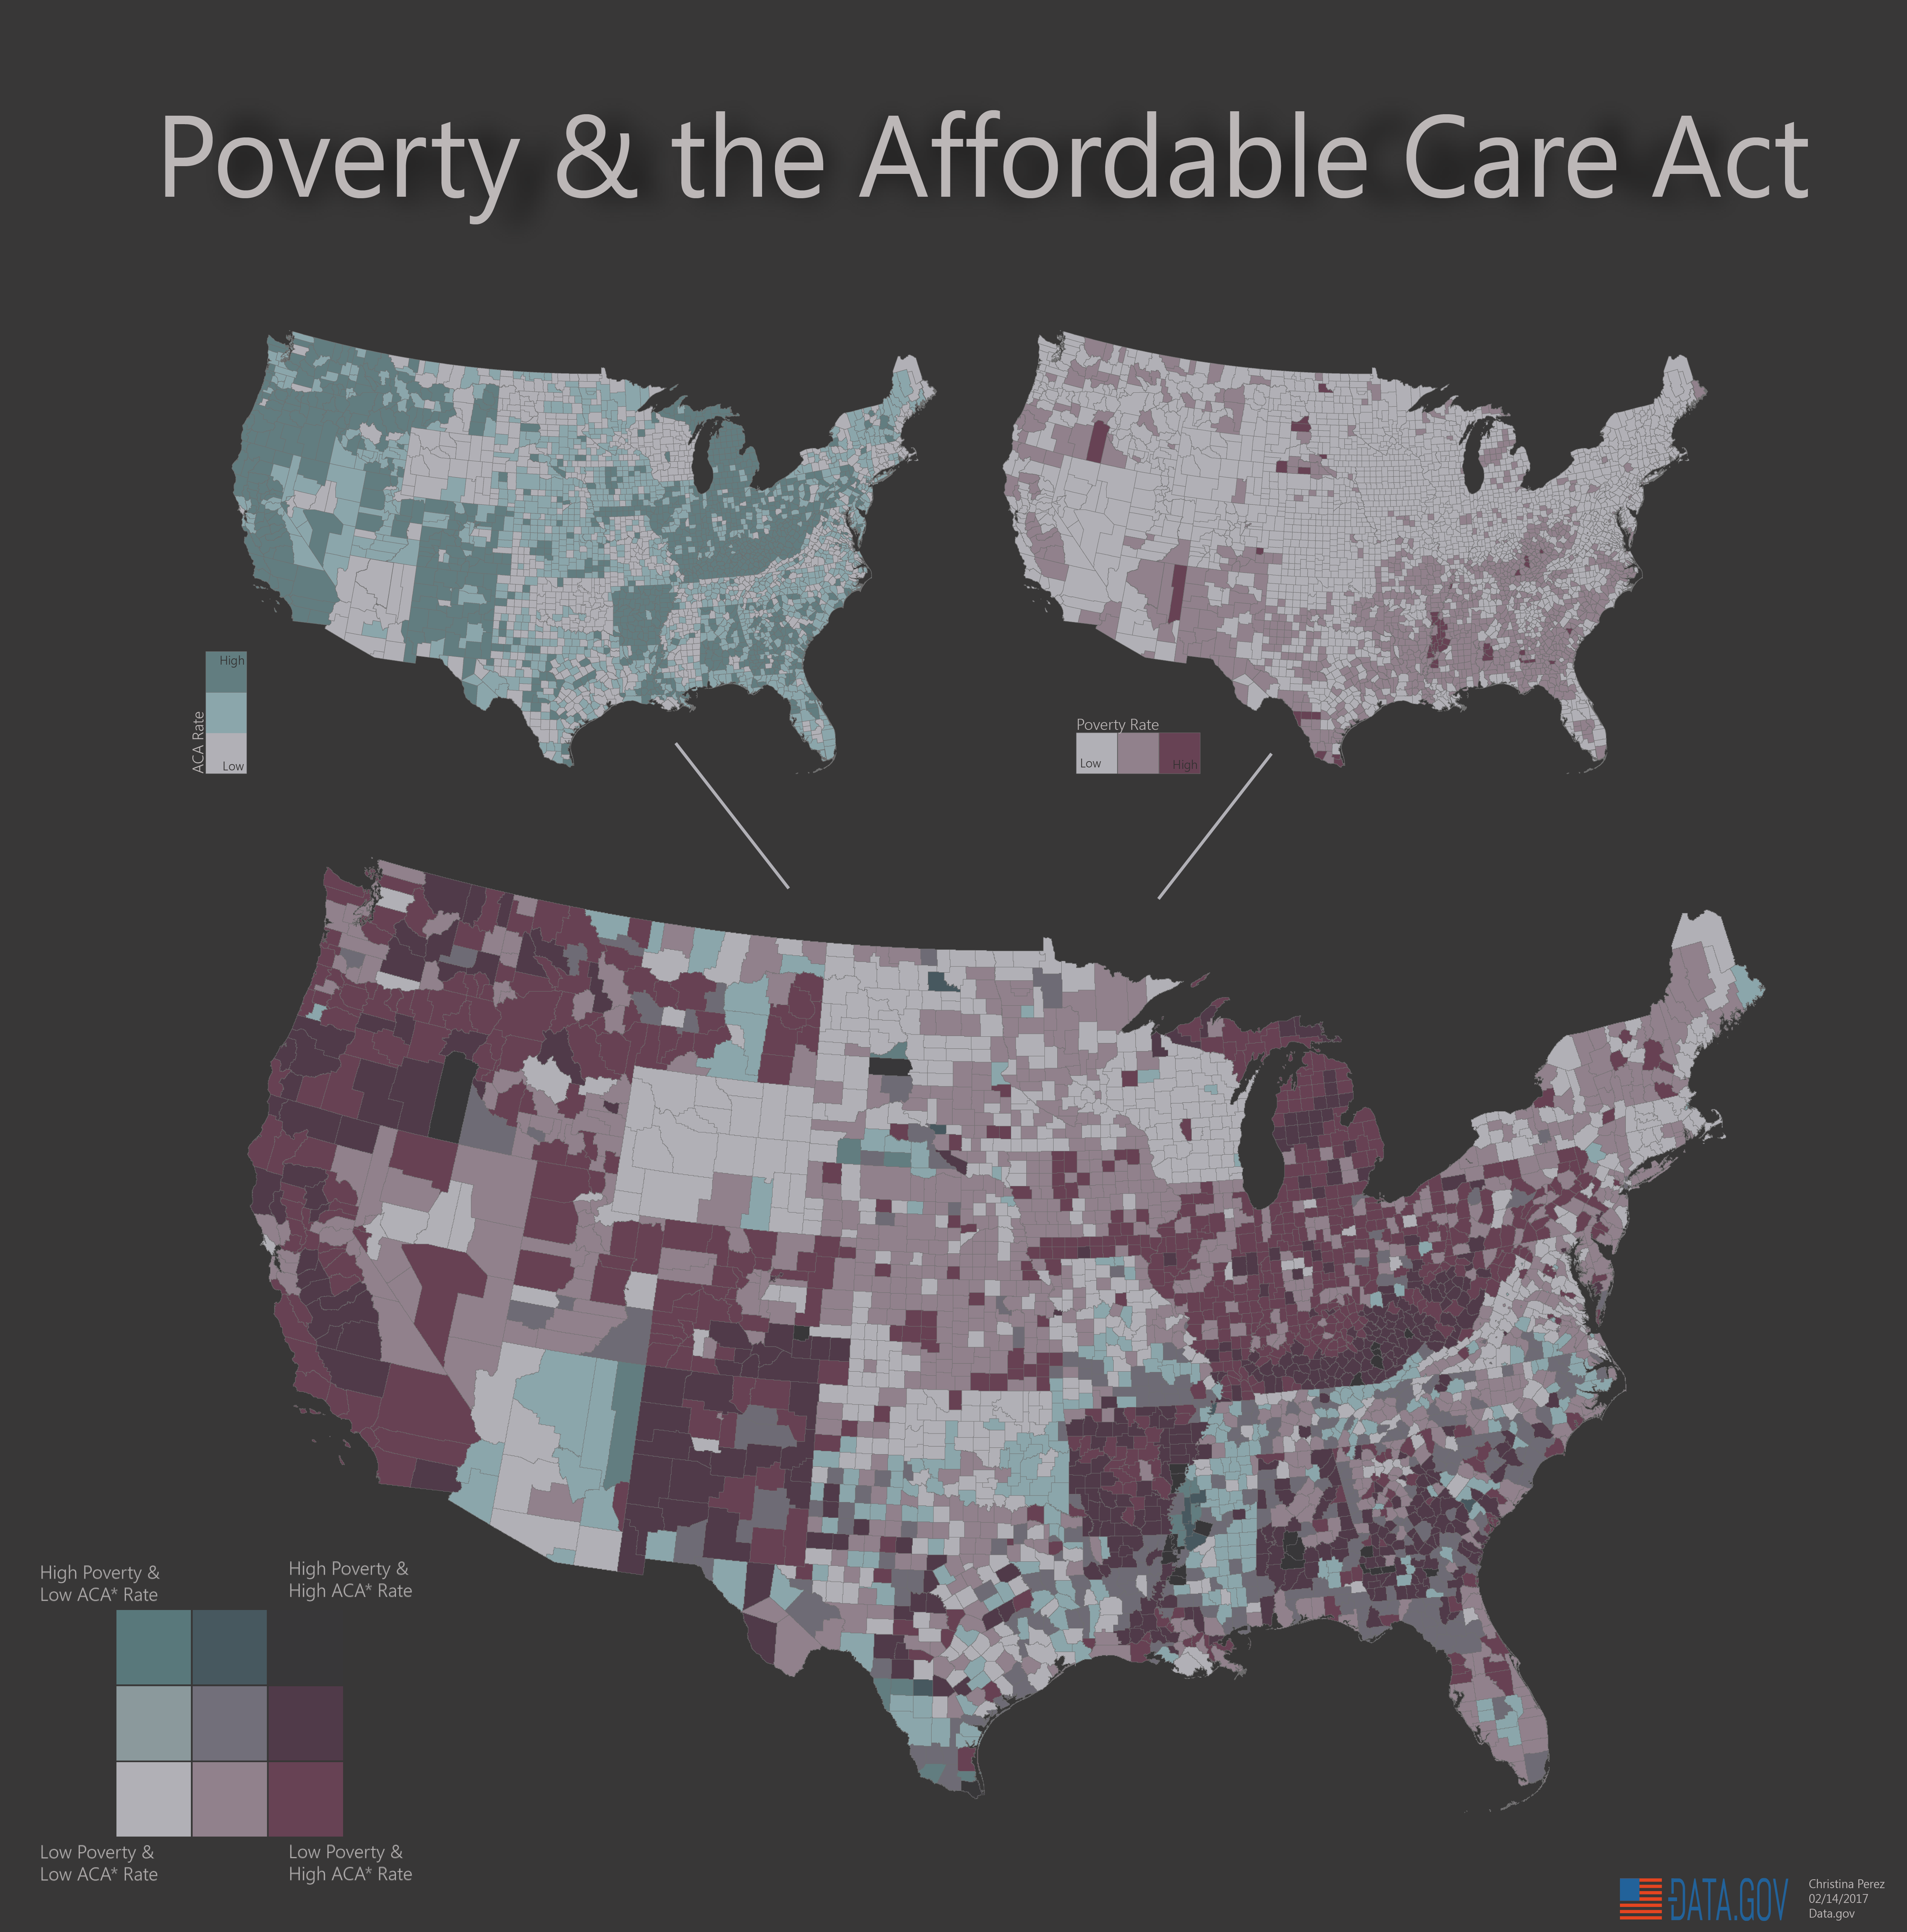 Poverty & the Affordable Care Act
High
ACA Rate
Low
Poverty Rate
Low
High
High Poverty &
Low ACA* Rate
High Poverty &
High ACA* Rate
Low Poverty &
Low ACA* Rate
Low Poverty &
High ACA* Rate
DATA.GOV
Christina Perez
02/14/2017
Data.gov